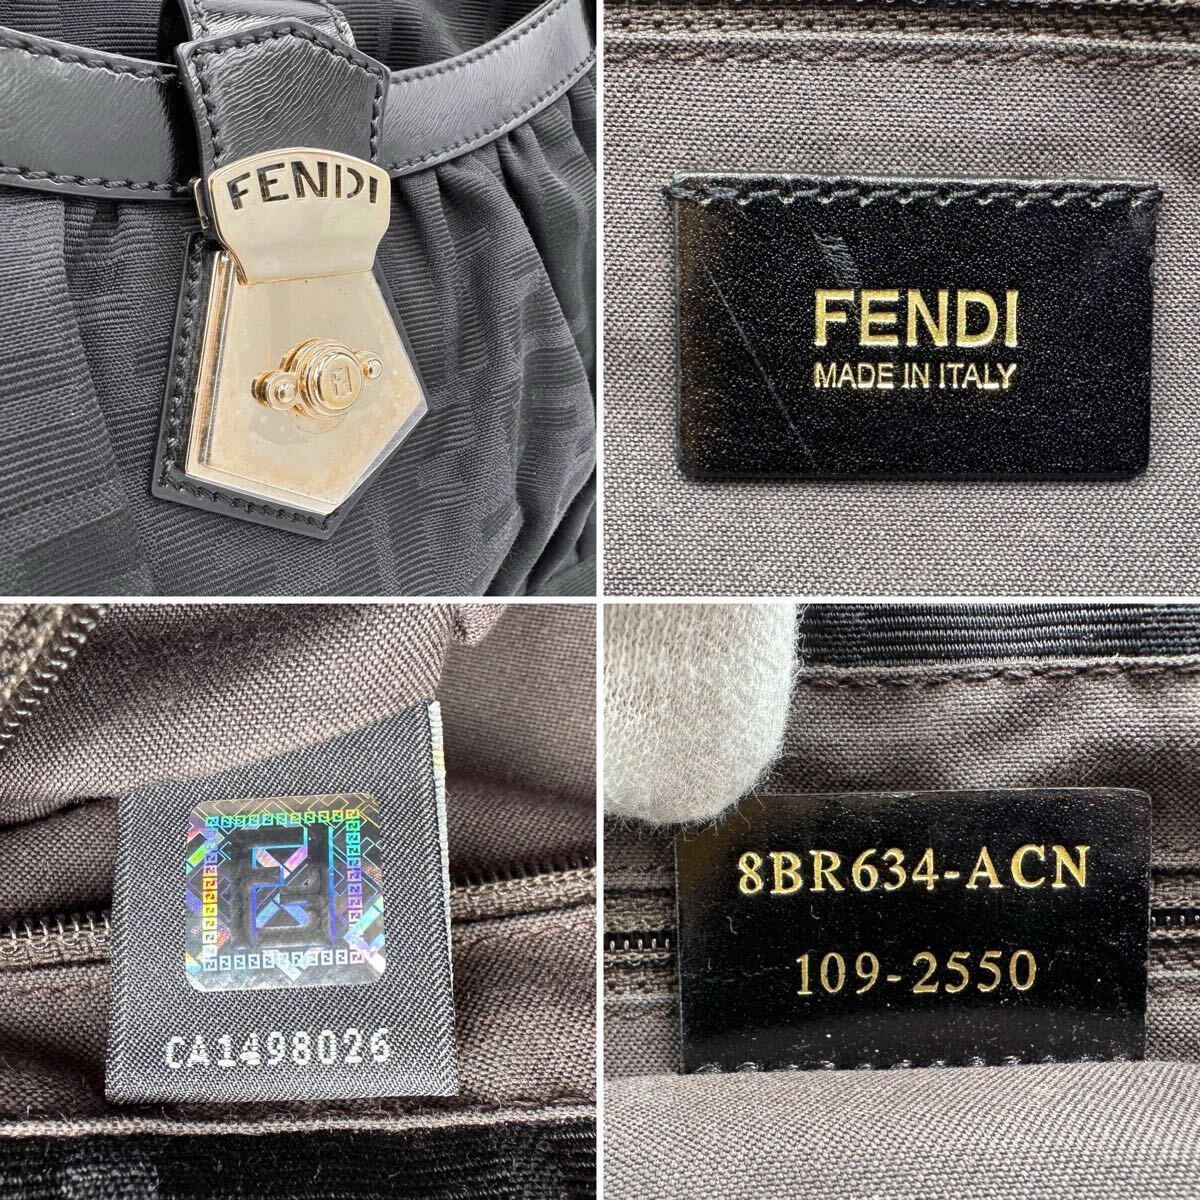 FENDI
FENDI
MADE IN ITALY
CA1498026
8BR634-ACN
109-2550